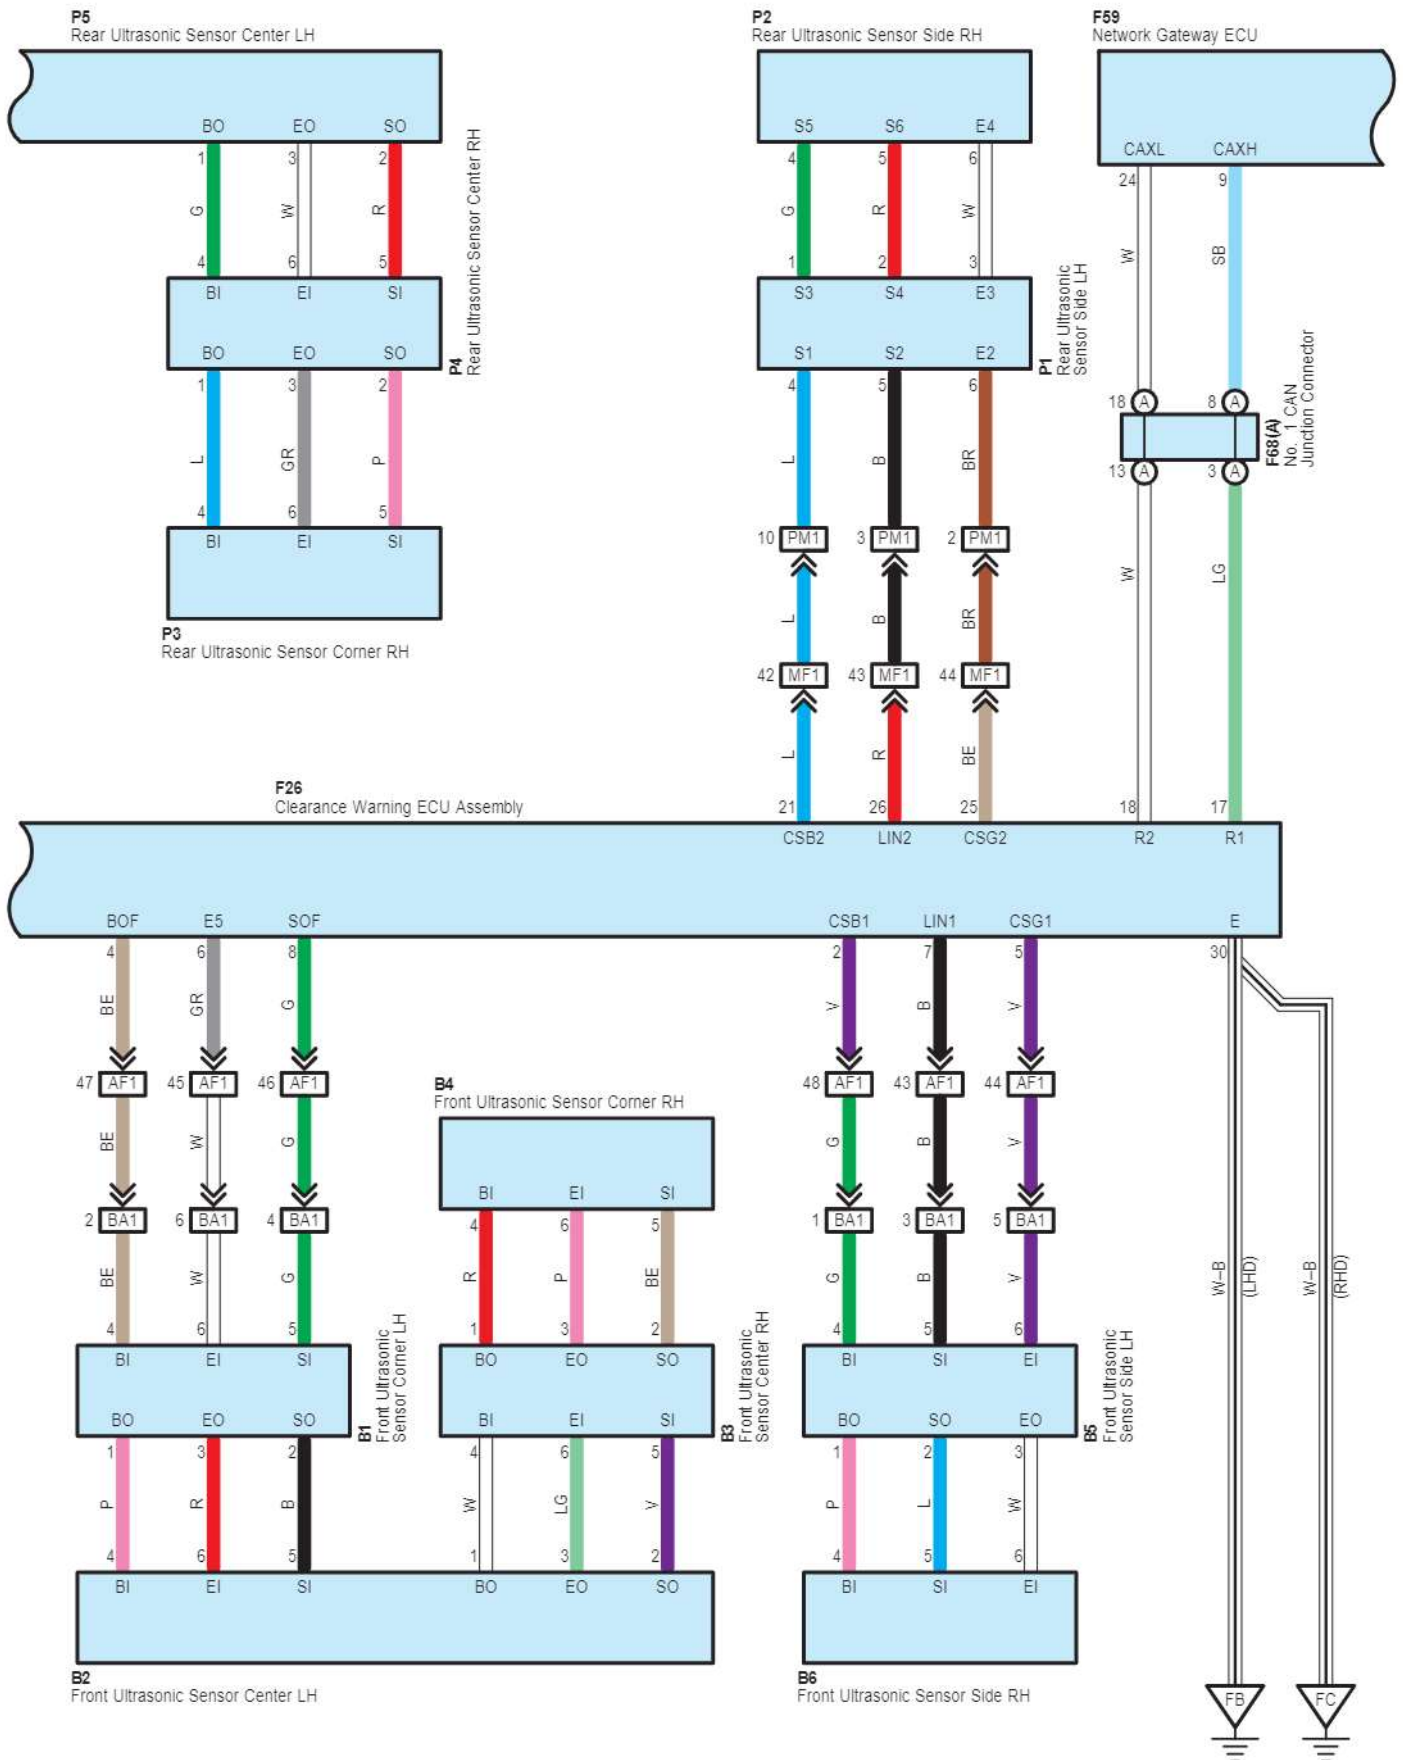 P5
Rear Ultrasonic Sensor Center LH
P2
Rear Ultrasonic Sensor Side RH
F59
Network Gateway ECU
BO EO SO
S5 S6 E4
CAXL CAXH
1 3 2
4 5 6
24 9
G W R
G R W
W SB
4 6 5
1 2 3
BI EI SI
S3 S4 E3
BO EO SO
S1 S2 E2
P4
Rear Ultrasonic Sensor Center RH
P1
Rear Ultrasonic
Sensor Side LH
1 3 2
4 5 6
18 A 8 A
F68(A)
No. 1 CAN
Junction Connector
13 A 3 A
L GR P
L B BR
4 6 5
BI EI SI
10 PM1 3 PM1 2 PM1
W LG
L B BR
P3
Rear Ultrasonic Sensor Corner RH
42 MF1 43 MF1 44 MF1
L R BE
F26
Clearance Warning ECU Assembly
21 26 25 18 17
CSB2 LIN2 CSG2 R2 R1
BOF E5 SOF CSB1 LIN1 CSG1 E
4 6 8 2 7 5 30
BE GR G V B V
47 AF1 45 AF1 46 AF1
48 AF1 43 AF1 44 AF1
B4
Front Ultrasonic Sensor Corner RH
BE W G
G B V
BI EI SI
2 BA1 6 BA1 4 BA1
4 6 5
1 BA1 3 BA1 5 BA1
BE W G
R P BE
G B V
W–B
(LHD)
W–B
(RHD)
4 6 5
1 3 2
4 5 6
BI EI SI
BO EO SO
BI SI EI
BO EO SO
BI EI SI
BO SO EO
B1
Front Ultrasonic
Sensor Corner LH
B3
Front Ultrasonic
Sensor Center RH
B5
Front Ultrasonic
Sensor Side LH
1 3 2
4 6 5
1 2 3
P R B
W LG V
P L W
4 6 5
1 3 2
4 5 6
BI EI SI
BO EO SO
BI SI EI
B2
Front Ultrasonic Sensor Center LH
B6
Front Ultrasonic Sensor Side RH
FB FC